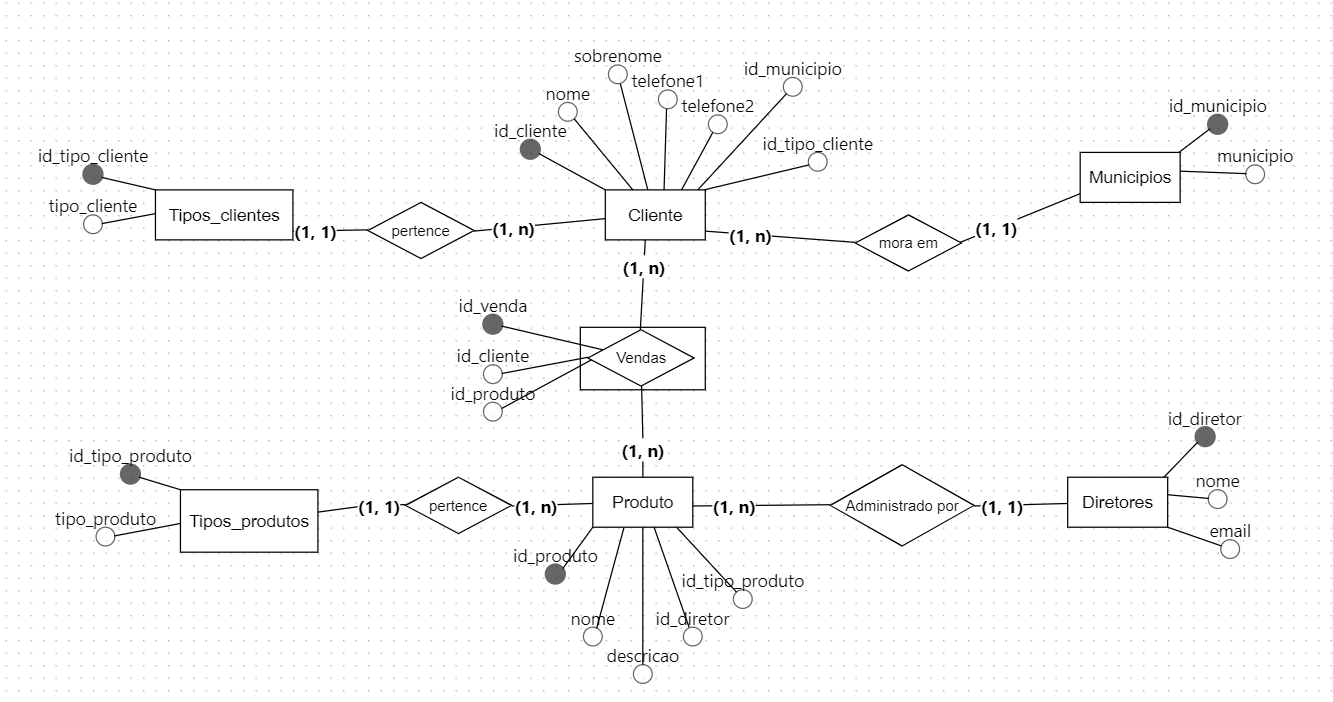 sobrenome
telefone1
id_municipio
nome
telefone2
id_cliente
id_tipo_cliente
id_municipio
municipio
id_tipo_cliente
tipo_cliente
Tipos_clientes
(1, 1)
pertence
(1, n)
Cliente
(1, n)
mora em
(1, 1)
Municipios
(1, n)
id_venda
id_cliente
id_produto
Vendas
(1, n)
id_tipo_produto
tipo_produto
Tipos_produtos
(1, 1)
pertence
(1, n)
Produto
(1, n)
Administrado por
(1, 1)
Diretores
id_diretor
nome
email
id_produto
nome
descricao
id_diretor
id_tipo_produto